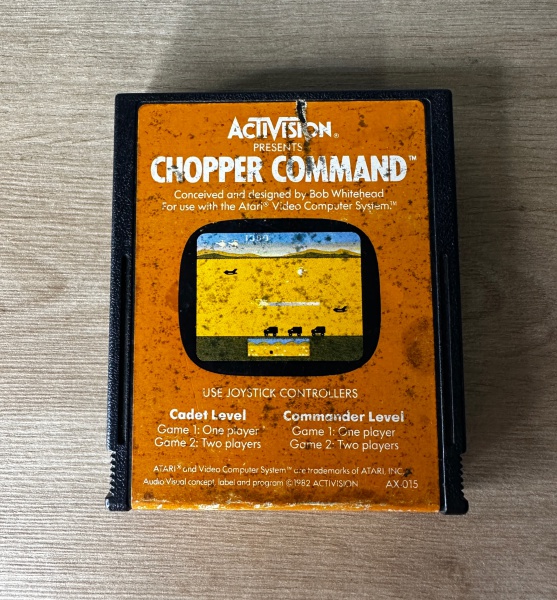 ACTIVISION®
PRESENTS
CHOPPER COMMAND™
Conceived and designed by Bob Whitehead
For use with the Atari® Video Computer System.™
USE JOYSTICK CONTROLLERS
Cadet Level
Game 1: One player
Game 2: Two players
Commander Level
Game 1: One player
Game 2: Two players
ATARI® and Video Computer System™ are trademarks of ATARI, INC.
Audio Visual concept, label and program ©1982 ACTIVISION AX-015